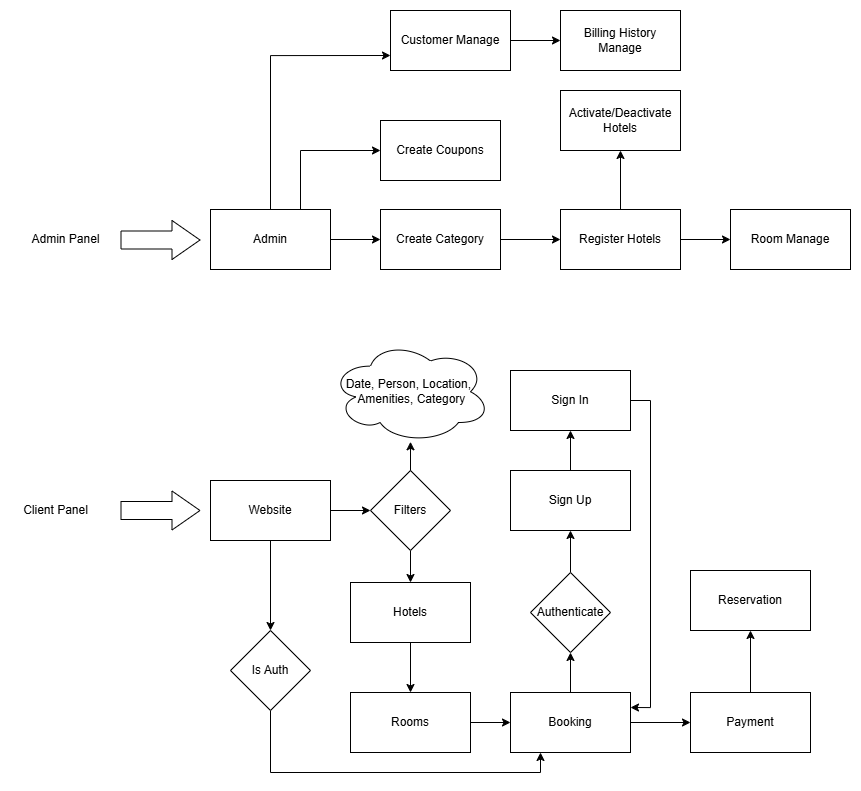 Customer Manage
Billing History
Manage
Activate/Deactivate
Hotels
Create Coupons
Admin Panel
Admin
Create Category
Register Hotels
Room Manage
Date, Person, Location,
Amenities, Category
Sign In
Client Panel
Website
Filters
Sign Up
Hotels
Authenticate
Reservation
Is Auth
Rooms
Booking
Payment